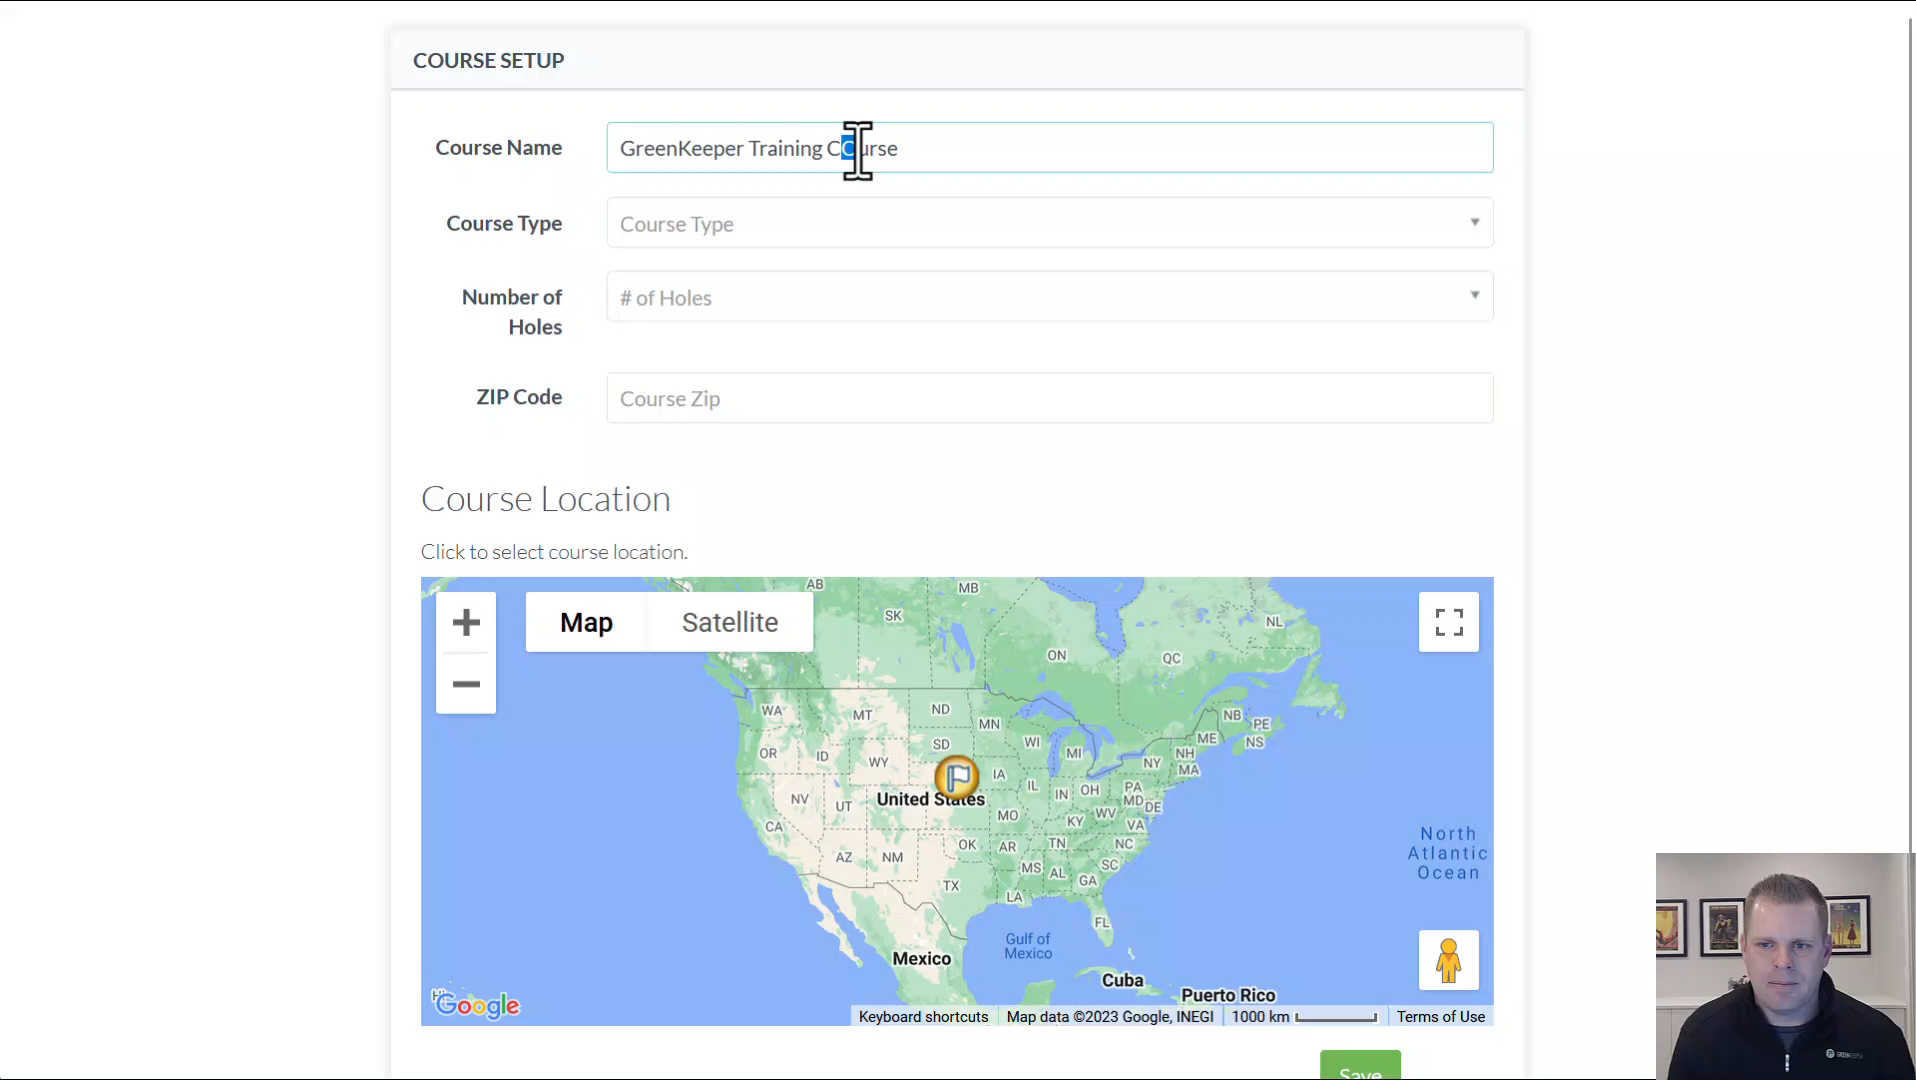 COURSE SETUP
Course Name
GreenKeeper Training COurse
Course Type
Course Type
Number of
Holes
# of Holes
ZIP Code
Course Zip
Course Location
Click to select course location.
Map
Satellite
AB
MB
SK
NL
ON
QC
WA
MT
ND
MN
NB
PE
NS
OR
ID
WY
SD
WI
MI
ME
NH
NY
MA
IA
NV
UT
United States
IL
IN
OH
PA
MD
DE
CA
MO
KY
WV
VA
AZ
NM
OK
AR
TN
NC
SC
MS
AL
GA
TX
LA
FL
North
Atlantic
Ocean
Gulf of
Mexico
Mexico
Cuba
Puerto Rico
Google
Keyboard shortcuts
Map data ©2023 Google, INEGI
1000 km
Terms of Use
Save